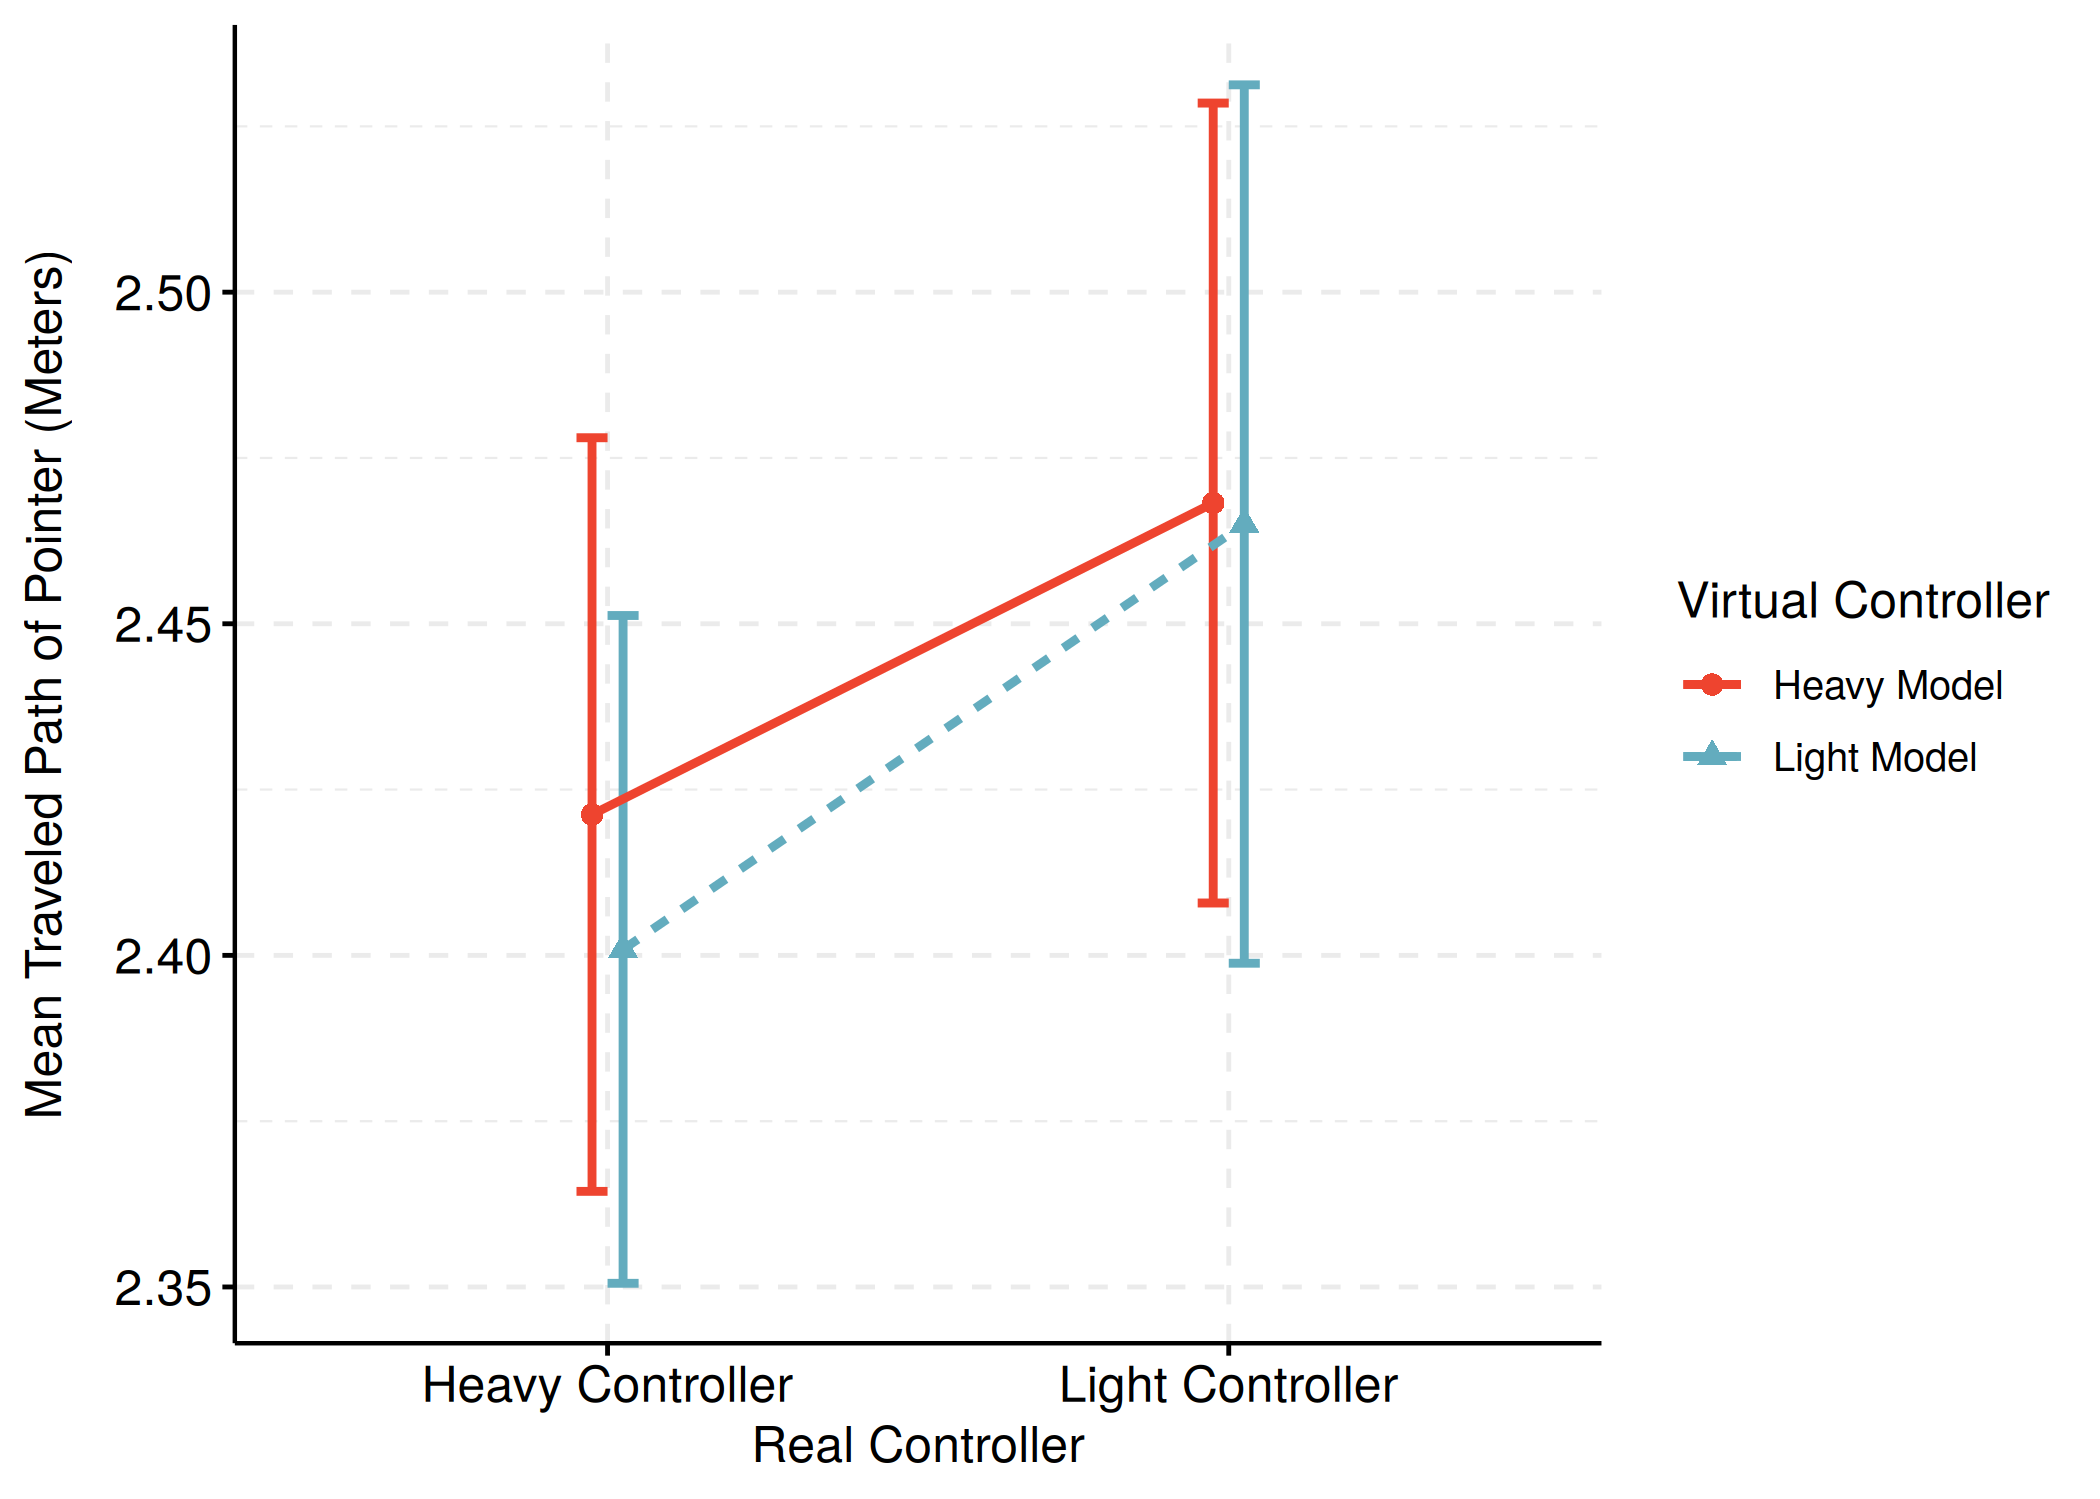 Mean Traveled Path of Pointer (Meters)
2.50
2.45
2.40
2.35
Heavy Controller
Light Controller
Real Controller
Virtual Controller
Heavy Model
Light Model